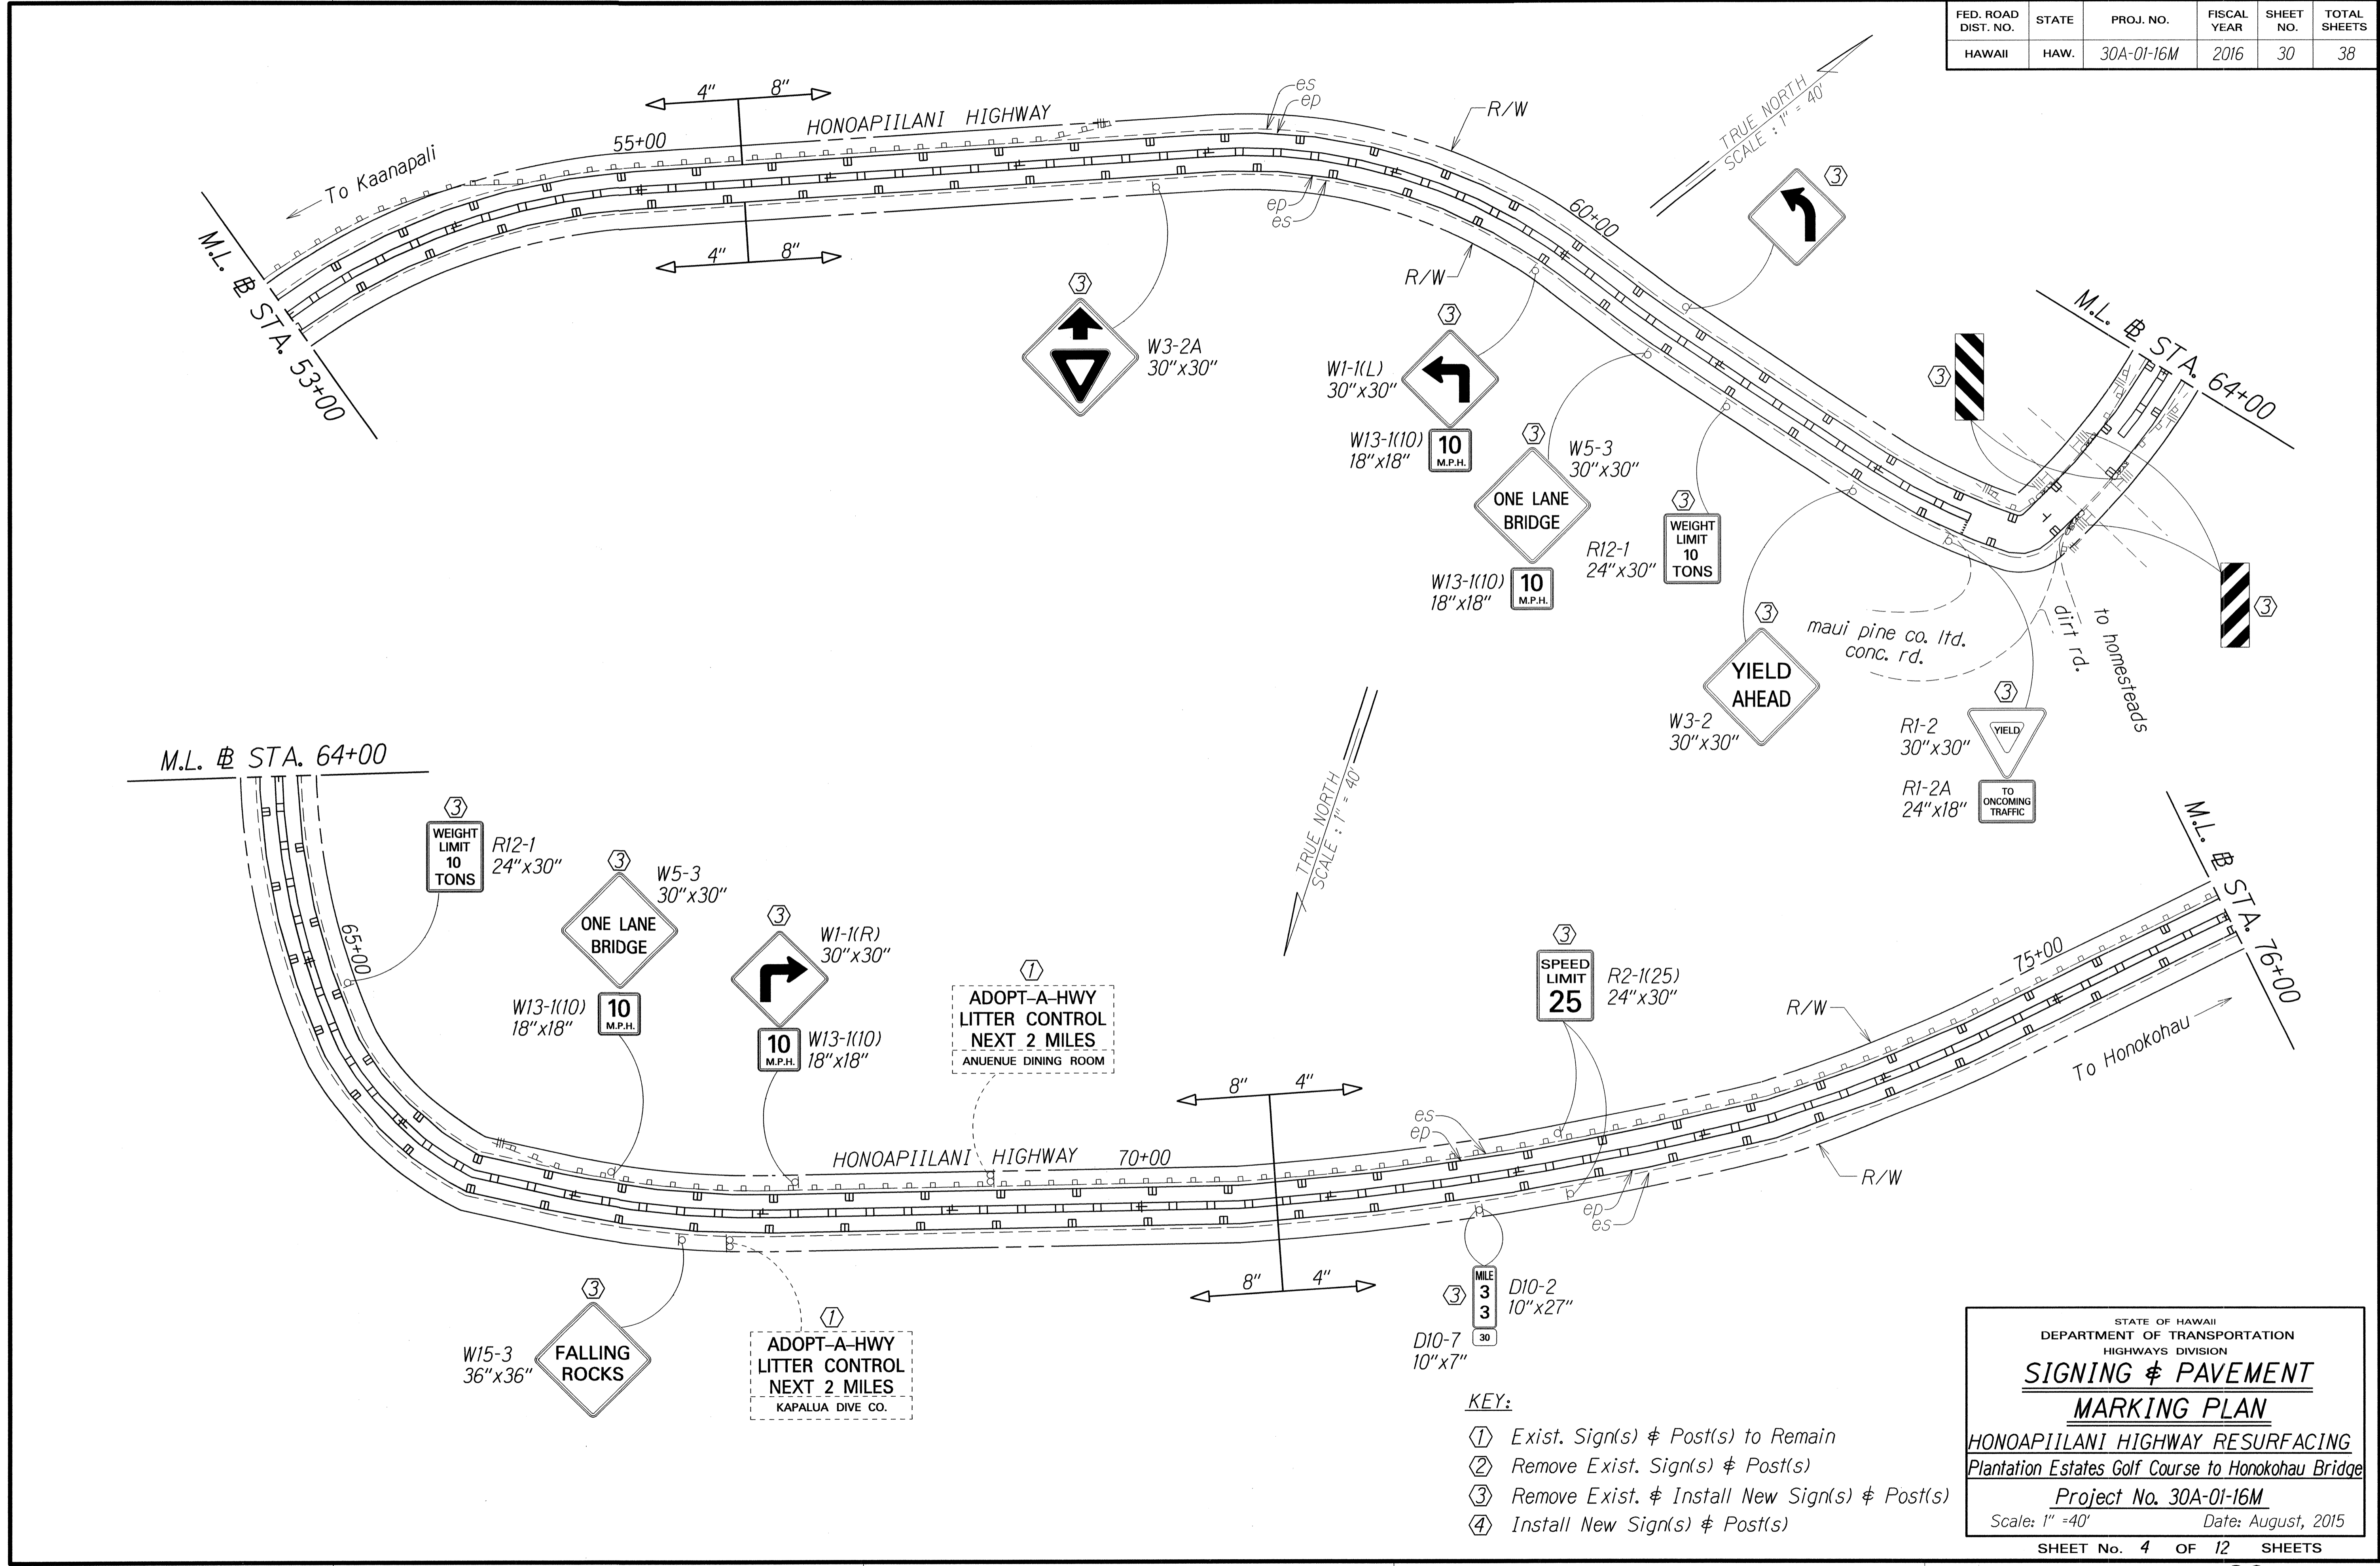 FED. ROAD DIST. NO.
STATE
PROJ. NO.
FISCAL YEAR
SHEET NO.
TOTAL SHEETS
HAWAII
HAW.
30A-01-16M
2016
30
38
4" 8"
HONOAPIILANI HIGHWAY
es
ep
R/W
TRUE NORTH
SCALE : 1" = 40'
55+00
To Kaanapali
M.L. BL STA. 53+00
4" 8"
ep
es
R/W
60+00
3
3
W3-2A
30"x30"
3
W1-1(L)
30"x30"
W13-1(10)
18"x18"
10
M.P.H.
3
W5-3
30"x30"
ONE LANE
BRIDGE
W13-1(10)
18"x18"
10
M.P.H.
3
WEIGHT
LIMIT
10
TONS
R12-1
24"x30"
3
M.L. BL STA. 64+00
3
3
YIELD
AHEAD
W3-2
30"x30"
maui pine co. ltd.
conc. rd.
dirt rd.
to homesteads
3
R1-2
30"x30"
YIELD
R1-2A
24"x18"
TO
ONCOMING
TRAFFIC
M.L. BL STA. 64+00
3
WEIGHT
LIMIT
10
TONS
R12-1
24"x30"
65+00
3
W5-3
30"x30"
ONE LANE
BRIDGE
W13-1(10)
18"x18"
10
M.P.H.
3
W1-1(R)
30"x30"
10
M.P.H.
W13-1(10)
18"x18"
1
ADOPT-A-HWY
LITTER CONTROL
NEXT 2 MILES
ANUENUE DINING ROOM
TRUE NORTH
SCALE : 1" = 40'
3
SPEED
LIMIT
25
R2-1(25)
24"x30"
M.L. BL STA. 76+00
75+00
R/W
To Honokohau
8" 4"
es
ep
HONOAPIILANI HIGHWAY 70+00
R/W
ep
es
8" 4"
3
FALLING
ROCKS
W15-3
36"x36"
1
ADOPT-A-HWY
LITTER CONTROL
NEXT 2 MILES
KAPALUA DIVE CO.
3
MILE
3
3
D10-2
10"x27"
D10-7
10"x7"
30
KEY:
1 Exist. Sign(s) & Post(s) to Remain
2 Remove Exist. Sign(s) & Post(s)
3 Remove Exist. & Install New Sign(s) & Post(s)
4 Install New Sign(s) & Post(s)
STATE OF HAWAII
DEPARTMENT OF TRANSPORTATION
HIGHWAYS DIVISION
SIGNING & PAVEMENT
MARKING PLAN
HONOAPIILANI HIGHWAY RESURFACING
Plantation Estates Golf Course to Honokohau Bridge
Project No. 30A-01-16M
Scale: 1" =40' Date: August, 2015
SHEET No. 4 OF 12 SHEETS